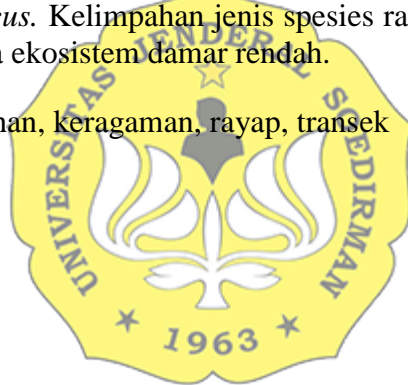 us. Kelimpahan jenis spesies ra
a ekosistem damar rendah.
nan, keragaman, rayap, transek
UNIVERSITAS JENDERAL SOEDIRMAN
1963